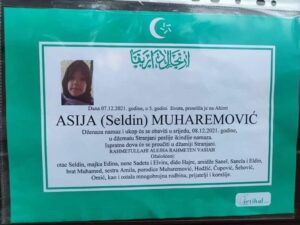 Dana 07.12.2021. godine, u 5. godini života, preselila je na Ahiret
ASIJA (Seldin) MUHAREMOVIĆ
Dženaza namaz i ukop će se obaviti u srijedu, 08.12.2021. godine,
u džematu Stranjani poslije ikindije namaza.
Ispratna dova će se proučiti u džamiji Stranjani.
RAHMETULLAHI ALEJHA RAHMETEN VASIAH
Ožalošćeni:
otac Seldin, majka Edina, nene Sadeta i Elvira, dido Hajro, amidže Sanel, Sanela i Eldin,
brat Muhamed, sestra Amila, porodice Muharemović, Hodžić, Čupović, Šehović,
Omić, kao i ostala mnogobrojna rodbina, prijatelji i komšije.